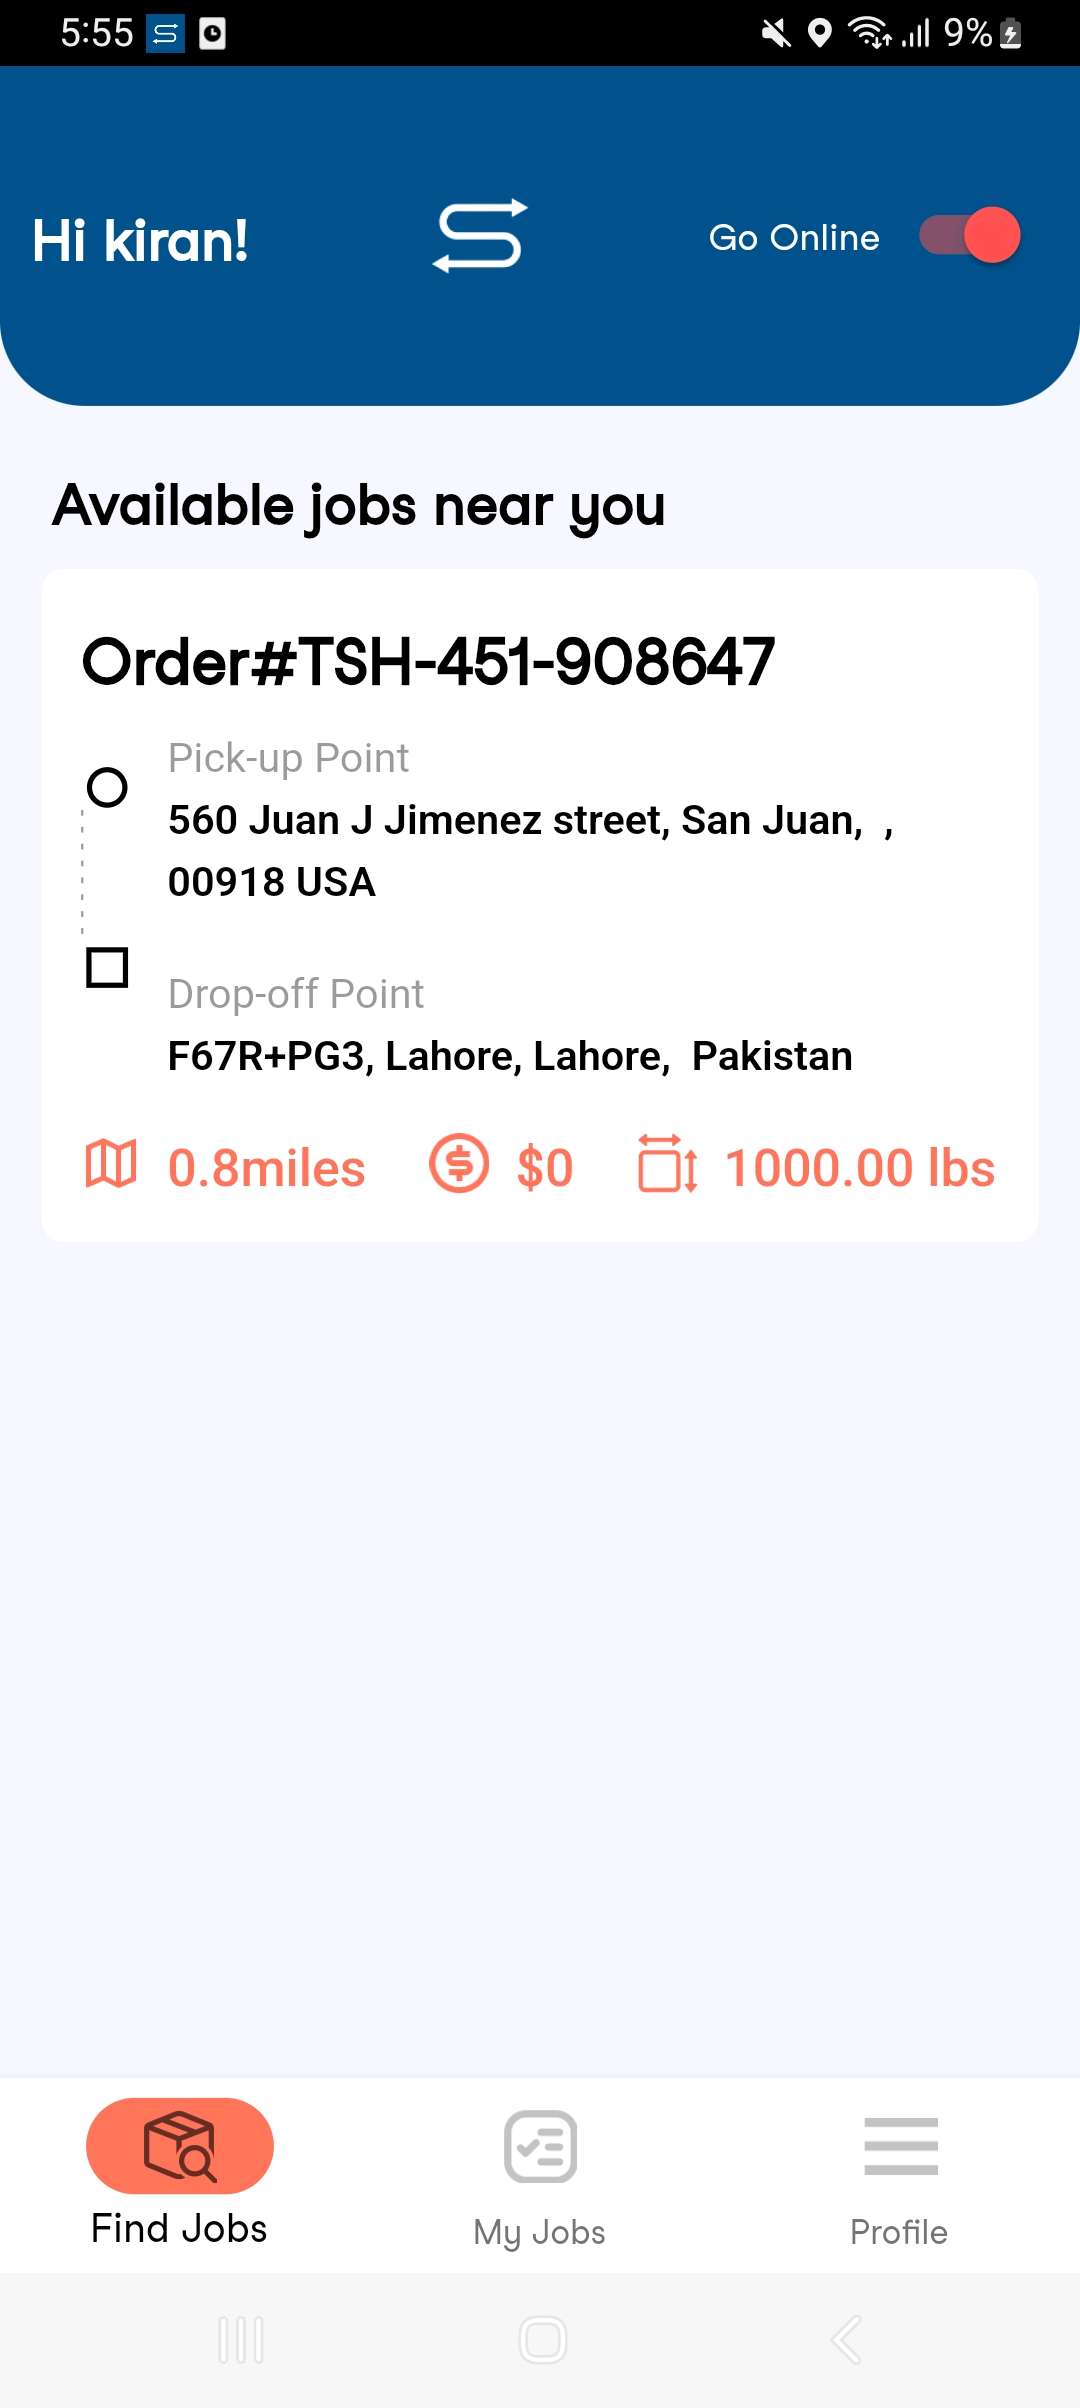 5:55
9%
Hi kiran!
Go Online
Available jobs near you
Order#TSH-451-908647
Pick-up Point
560 Juan J Jimenez street, San Juan,  ,
00918 USA
Drop-off Point
F67R+PG3, Lahore, Lahore,  Pakistan
0.8miles
$0
1000.00 lbs
Find Jobs
My Jobs
Profile